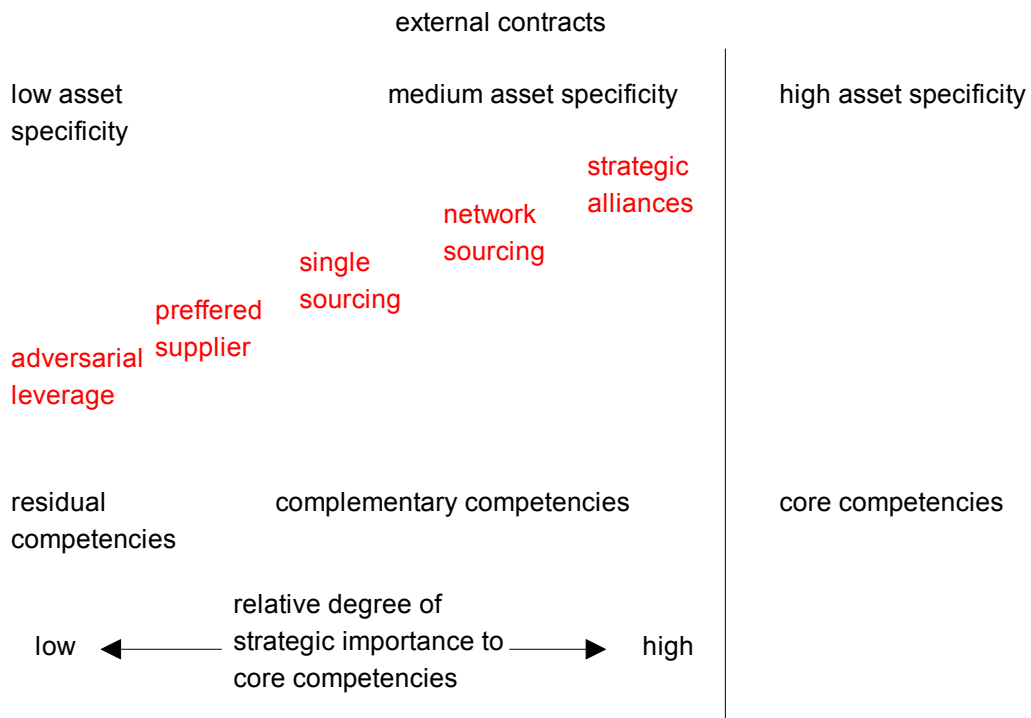 external contracts
low asset
specificity
medium asset specificity
high asset specificity
strategic
alliances
network
sourcing
single
sourcing
preffered
supplier
adversarial
leverage
residual
competencies
complementary competencies
core competencies
relative degree of
strategic importance to
core competencies
low
high